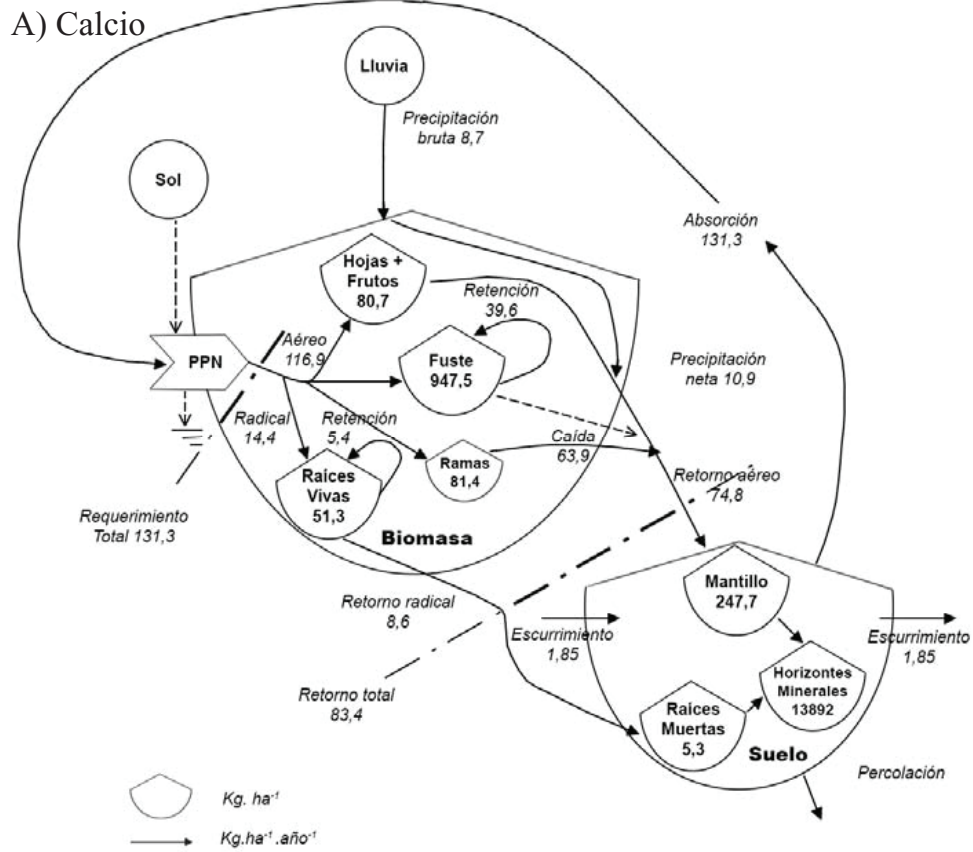 A) Calcio
Lluvia
Precipitación
bruta 8,7
Sol
Absorción
131,3
Hojas +
Frutos
80,7
Retención
39,6
Aéreo
116,9
PPN
Fuste
947,5
Precipitación
neta 10,9
Radical
14,4
Retención
5,4
Caída
63,9
Ramas
81,4
Raíces
Vivas
51,3
Retorno aéreo
74,8
Requerimiento
Total 131,3
Biomasa
Mantillo
247,7
Retorno radical
8,6
Escurrimiento
1,85
Escurrimiento
1,85
Horizontes
Minerales
13892
Retorno total
83,4
Raíces
Muertas
5,3
Suelo
Percolación
Kg. ha⁻¹
Kg.ha⁻¹ .año⁻¹